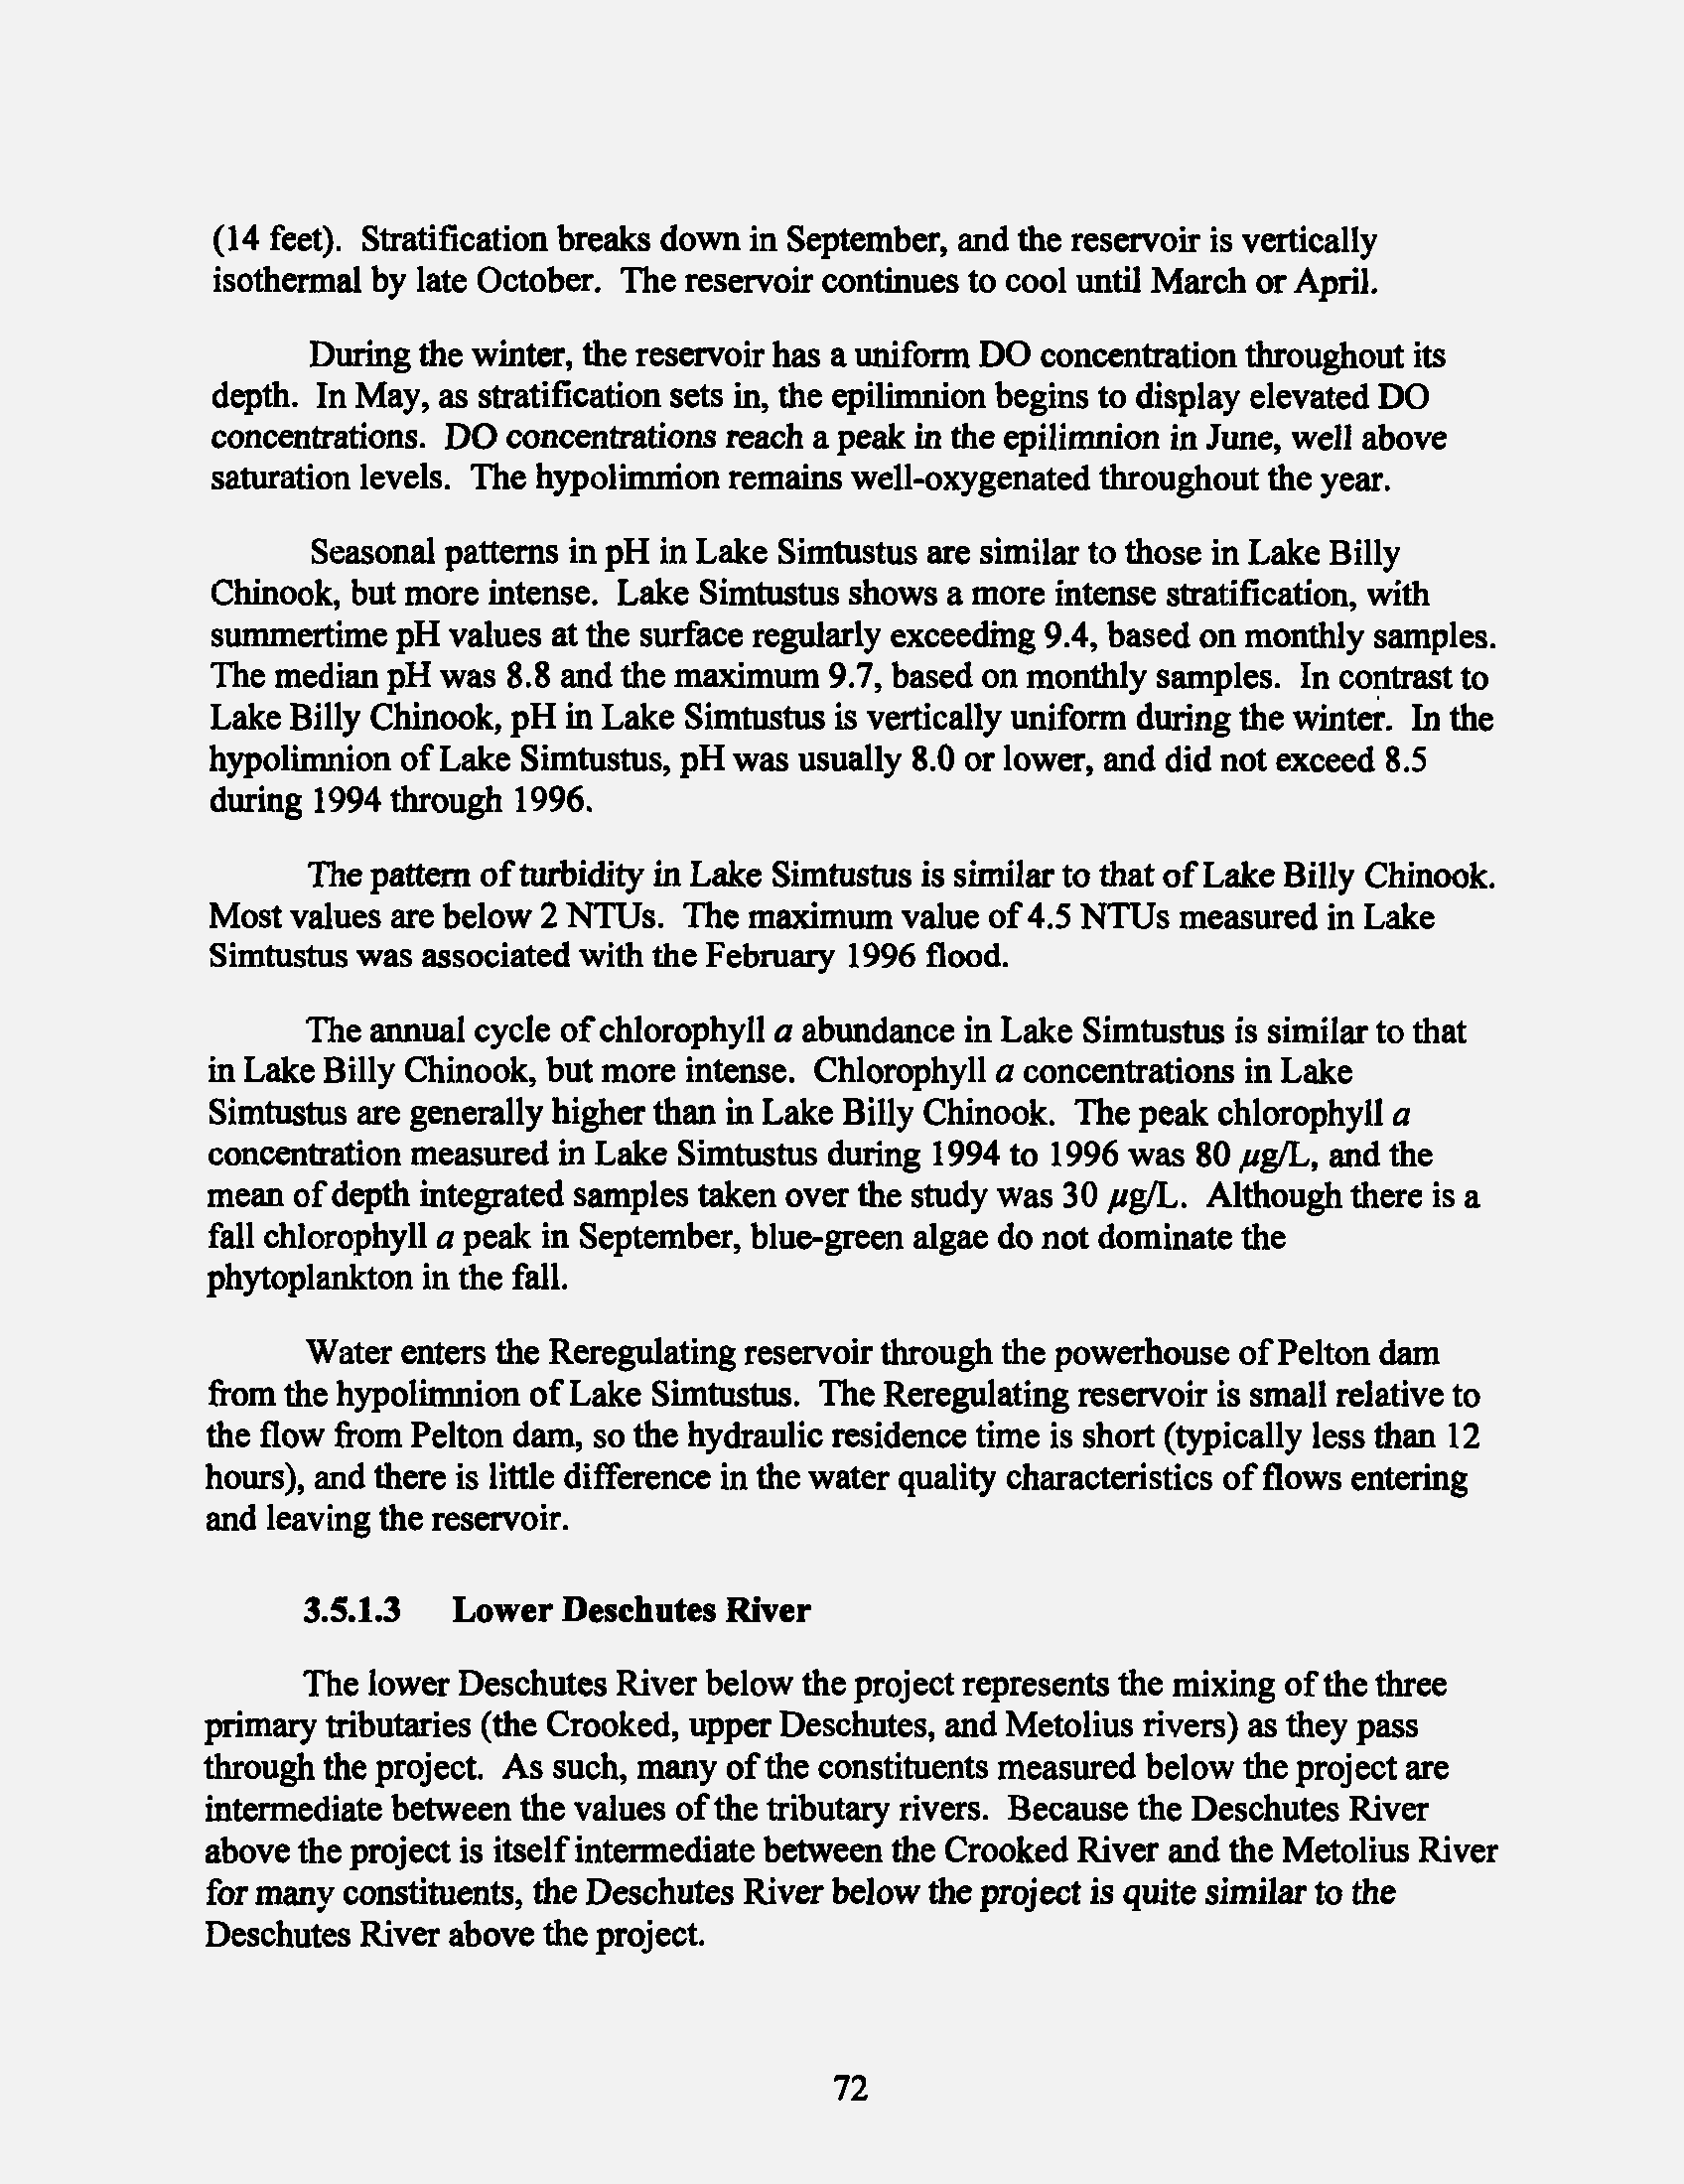 (14 feet). Stratification breaks down in September, and the reservoir is vertically
isothermal by late October. The reservoir continues to cool until March or April.
During the winter, the reservoir has a uniform DO concentration throughout its
depth. In May, as stratification sets in, the epilimnion begins to display elevated DO
concentrations. DO concentrations reach a peak in the epilimnion in June, well above
saturation levels. The hypolimnion remains well-oxygenated throughout the year.
Seasonal patterns in pH in Lake Simtustus are similar to those in Lake Billy
Chinook, but more intense. Lake Simtustus shows a more intense stratification, with
summertime pH values at the surface regularly exceeding 9.4, based on monthly samples.
The median pH was 8.8 and the maximum 9.7, based on monthly samples. In contrast to
Lake Billy Chinook, pH in Lake Simtustus is vertically uniform during the winter. In the
hypolimnion of Lake Simtustus, pH was usually 8.0 or lower, and did not exceed 8.5
during 1994 through 1996.
The pattern of turbidity in Lake Simtustus is similar to that of Lake Billy Chinook.
Most values are below 2 NTUs. The maximum value of 4.5 NTUs measured in Lake
Simtustus was associated with the February 1996 flood.
The annual cycle of chlorophyll a abundance in Lake Simtustus is similar to that
in Lake Billy Chinook, but more intense. Chlorophyll a concentrations in Lake
Simtustus are generally higher than in Lake Billy Chinook. The peak chlorophyll a
concentration measured in Lake Simtustus during 1994 to 1996 was 80 µg/L, and the
mean of depth integrated samples taken over the study was 30 µg/L. Although there is a
fall chlorophyll a peak in September, blue-green algae do not dominate the
phytoplankton in the fall.
Water enters the Reregulating reservoir through the powerhouse of Pelton dam
from the hypolimnion of Lake Simtustus. The Reregulating reservoir is small relative to
the flow from Pelton dam, so the hydraulic residence time is short (typically less than 12
hours), and there is little difference in the water quality characteristics of flows entering
and leaving the reservoir.
3.5.1.3 Lower Deschutes River
The lower Deschutes River below the project represents the mixing of the three
primary tributaries (the Crooked, upper Deschutes, and Metolius rivers) as they pass
through the project. As such, many of the constituents measured below the project are
intermediate between the values of the tributary rivers. Because the Deschutes River
above the project is itself intermediate between the Crooked River and the Metolius River
for many constituents, the Deschutes River below the project is quite similar to the
Deschutes River above the project.
72